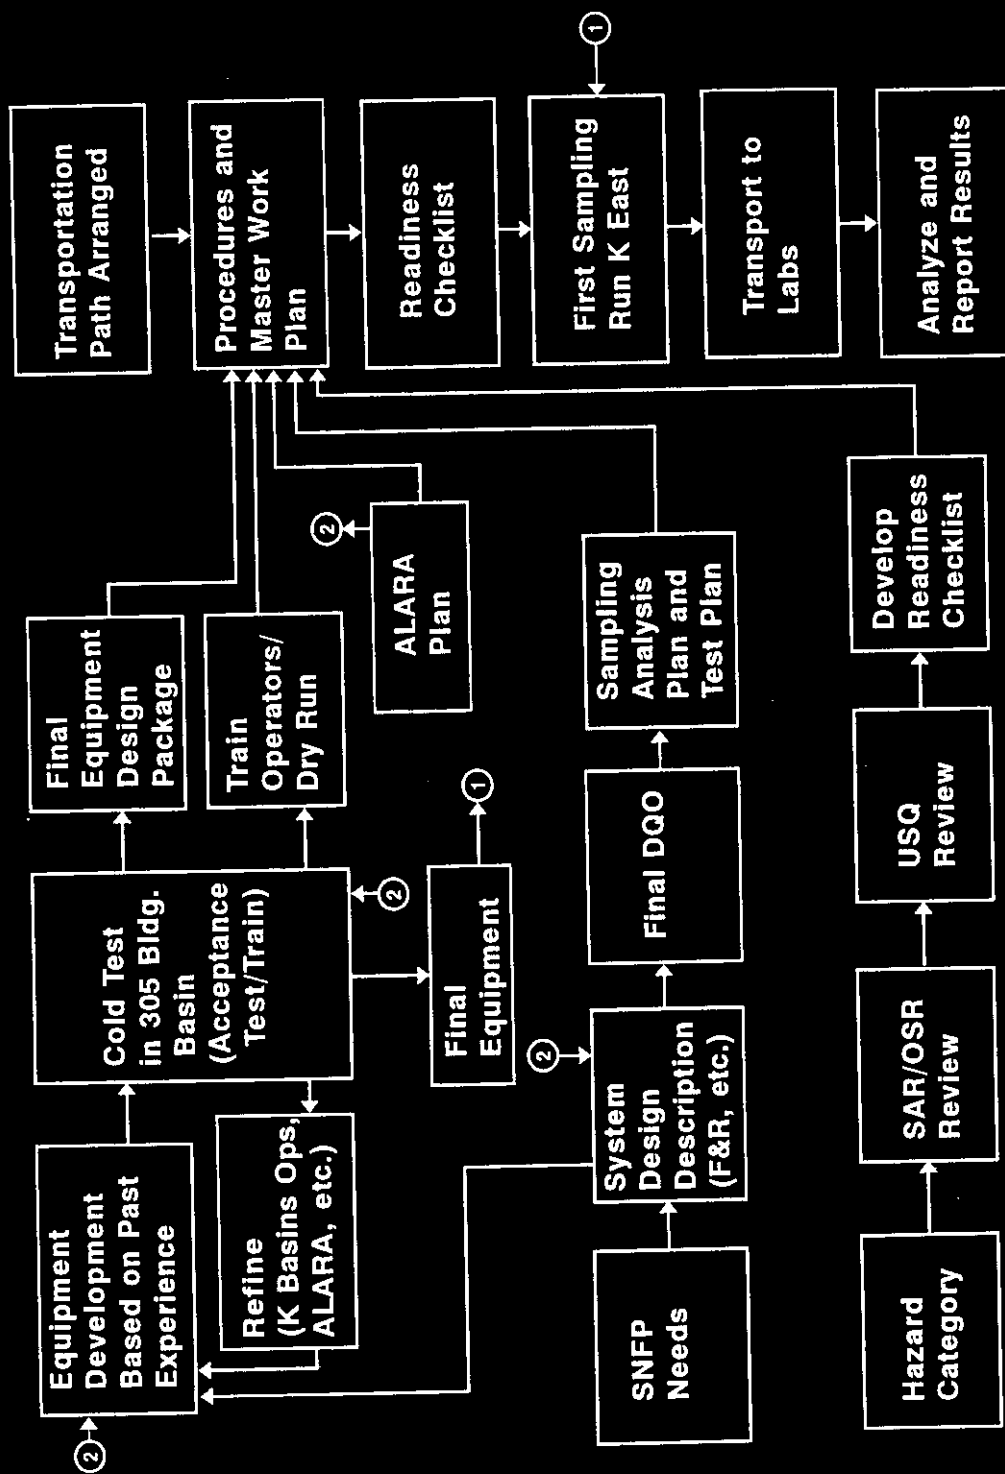 Transportation
Path Arranged
Procedures and
Master Work
Plan
Readiness
Checklist
1
First Sampling
Run K East
Transport to
Labs
Analyze and
Report Results
Final
Equipment
Design
Package
Train
Operators/
Dry Run
2
ALARA
Plan
Sampling
Analysis
Plan and
Test Plan
Develop
Readiness
Checklist
Cold Test
in 305 Bldg.
Basin
(Acceptance
Test/Train)
2
1
Final
Equipment
Final DQO
USQ
Review
Equipment
Development
Based on Past
Experience
2
Refine
(K Basins Ops,
ALARA, etc.)
2
System
Design
Description
(F&R, etc.)
SAR/OSR
Review
SNFP
Needs
Hazard
Category